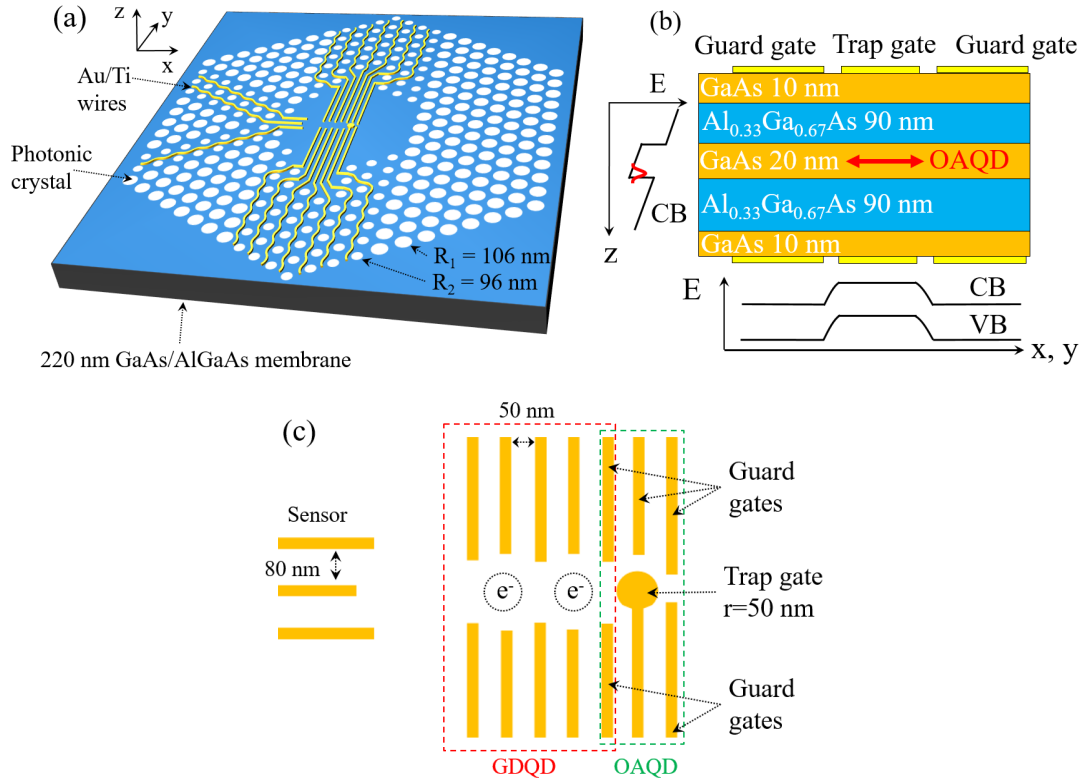 (a)
z
y
x
Au/Ti
wires
Photonic
crystal
R₁ = 106 nm
R₂ = 96 nm
220 nm GaAs/AlGaAs membrane
(b)
Guard gate Trap gate Guard gate
E
GaAs 10 nm
Al₀.₃₃Ga₀.₆₇As 90 nm
GaAs 20 nm OAQD
Al₀.₃₃Ga₀.₆₇As 90 nm
CB
GaAs 10 nm
z
E
CB
VB
x, y
(c)
50 nm
Sensor
80 nm
Guard
gates
e⁻ e⁻
Trap gate
r=50 nm
Guard
gates
GDQD OAQD